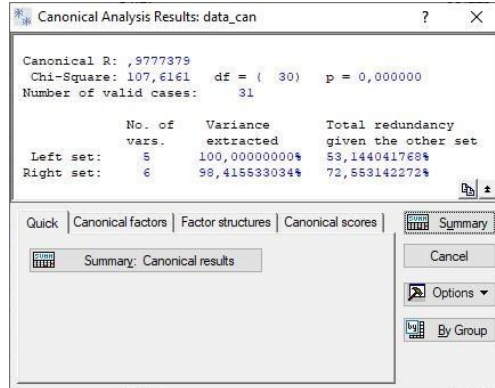 Canonical Analysis Results: data_can ? ×
Canonical R: ,9777379
Chi-Square: 107,6161 df = ( 30) p = 0,000000
Number of valid cases: 31
No. of Variance Total redundancy
vars. extracted given the other set
Left set: 5 100,00000000% 53,144041768%
Right set: 6 98,415533034% 72,553142272%
Quick Canonical factors Factor structures Canonical scores
Summary: Canonical results
Summary
Cancel
Options
By Group